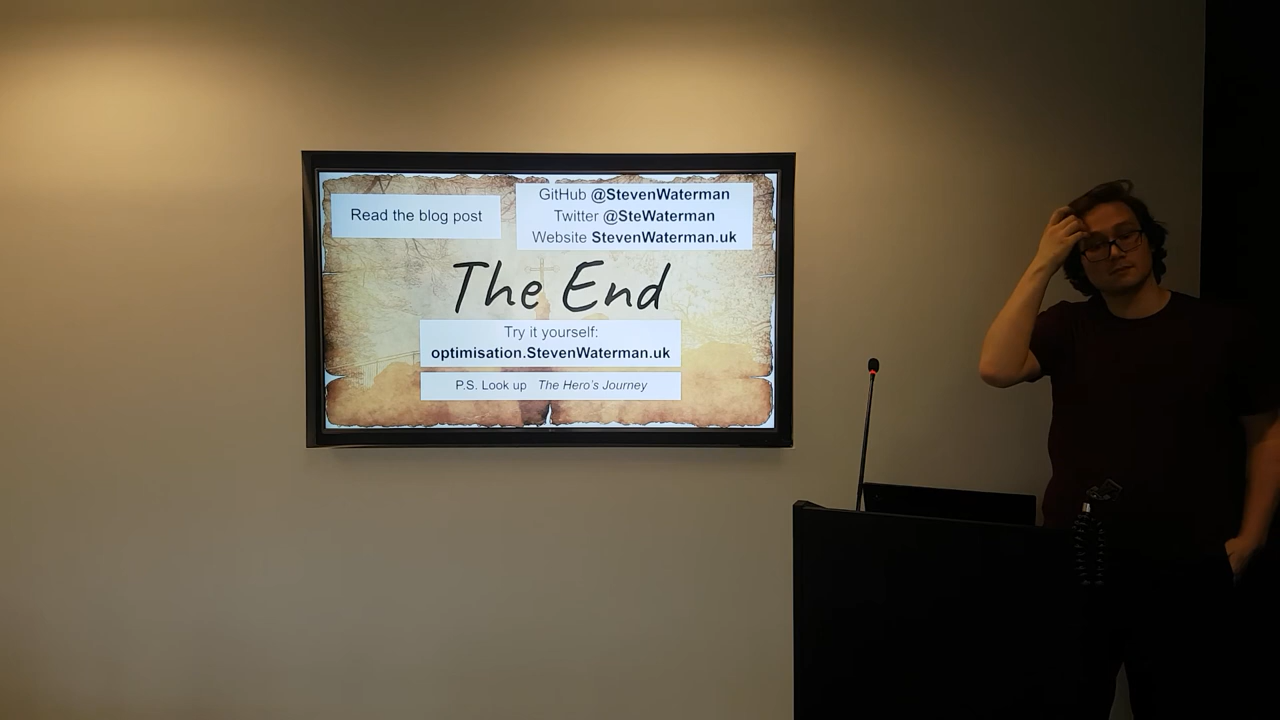 Read the blog post
GitHub @StevenWaterman
Twitter @SteWaterman
Website StevenWaterman.uk
The End
Try it yourself:
optimisation.StevenWaterman.uk
P.S. Look up The Hero's Journey